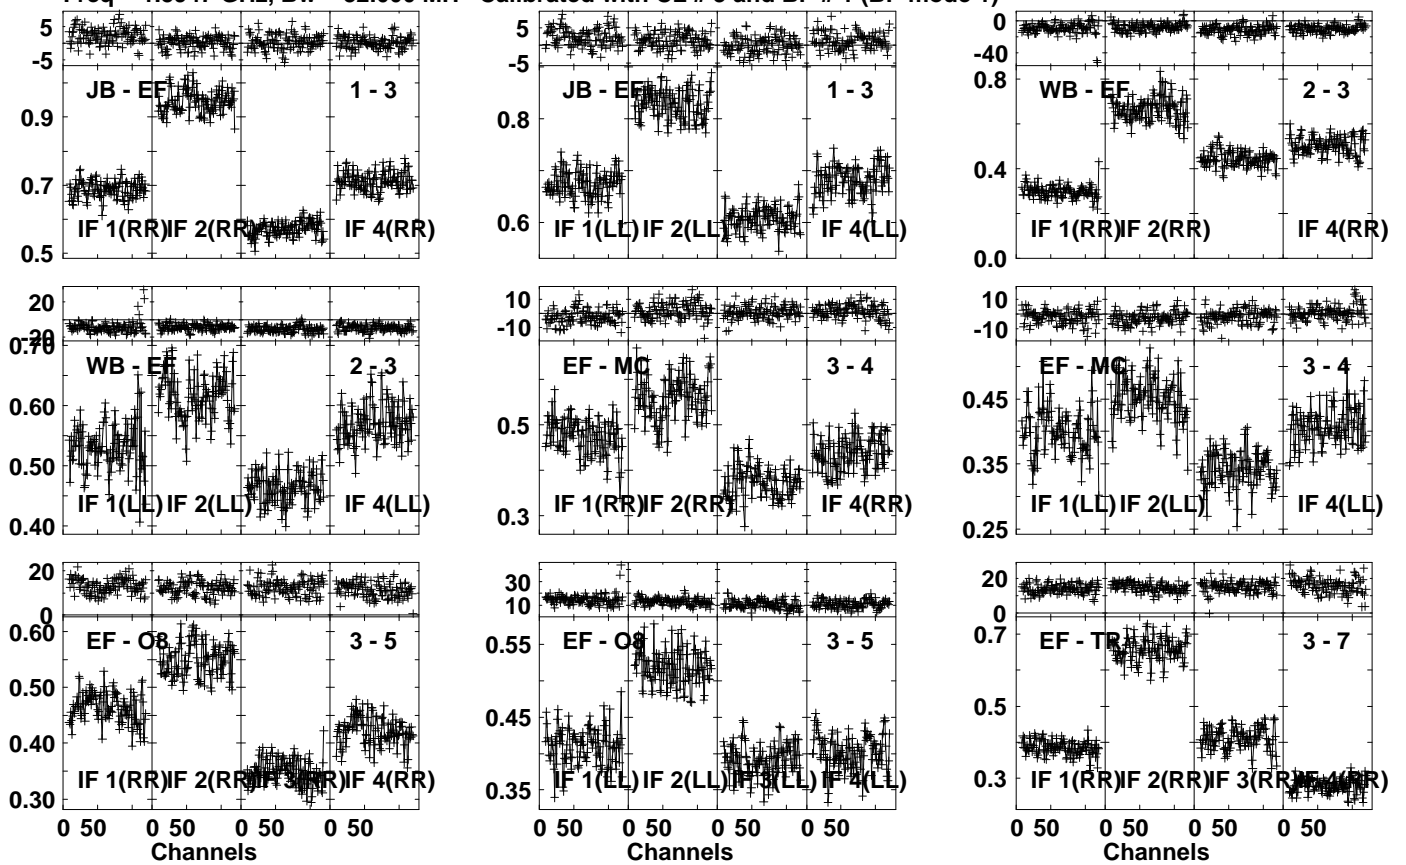 5 5 0
-5 -5 -40
JB - EF 1 - 3 JB - EF 1 - 3 0.8 WB - EF 2 - 3
0.9 0.8
0.7 0.4
IF 1(RR) IF 2(RR) IF 4(RR) 0.6 IF 1(LL) IF 2(LL) IF 4(LL) IF 1(RR) IF 2(RR) IF 4(RR)
0.5 0.0
20 10 10
-20 -10 -10
0.70
WB - EF 2 - 3 EF - MC 3 - 4 EF - MC 3 - 4
0.60 0.5 0.45
0.50 0.35
IF 1(LL) IF 2(LL) IF 4(LL) IF 1(RR) IF 2(RR) IF 4(RR) IF 1(LL) IF 2(LL) IF 4(LL)
0.40 0.3 0.25
20 30 20
0 10 0
0.60 EF - O8 3 - 5 0.55 EF - O8 3 - 5 0.7 EF - TR 3 - 7
0.50 0.45 0.5
0.40
IF 1(RR) IF 2(RR) IF 3(RR) IF 4(RR) 0.35 IF 1(LL) IF 2(LL) IF 3(LL) IF 4(LL) 0.3 IF 1(RR) IF 2(RR) IF 3(RR) IF 4(RR)
0.30
0 50 0 50 0 50 0 50 0 50 0 50 0 50 0 50 0 50 0 50 0 50 0 50
Channels Channels Channels